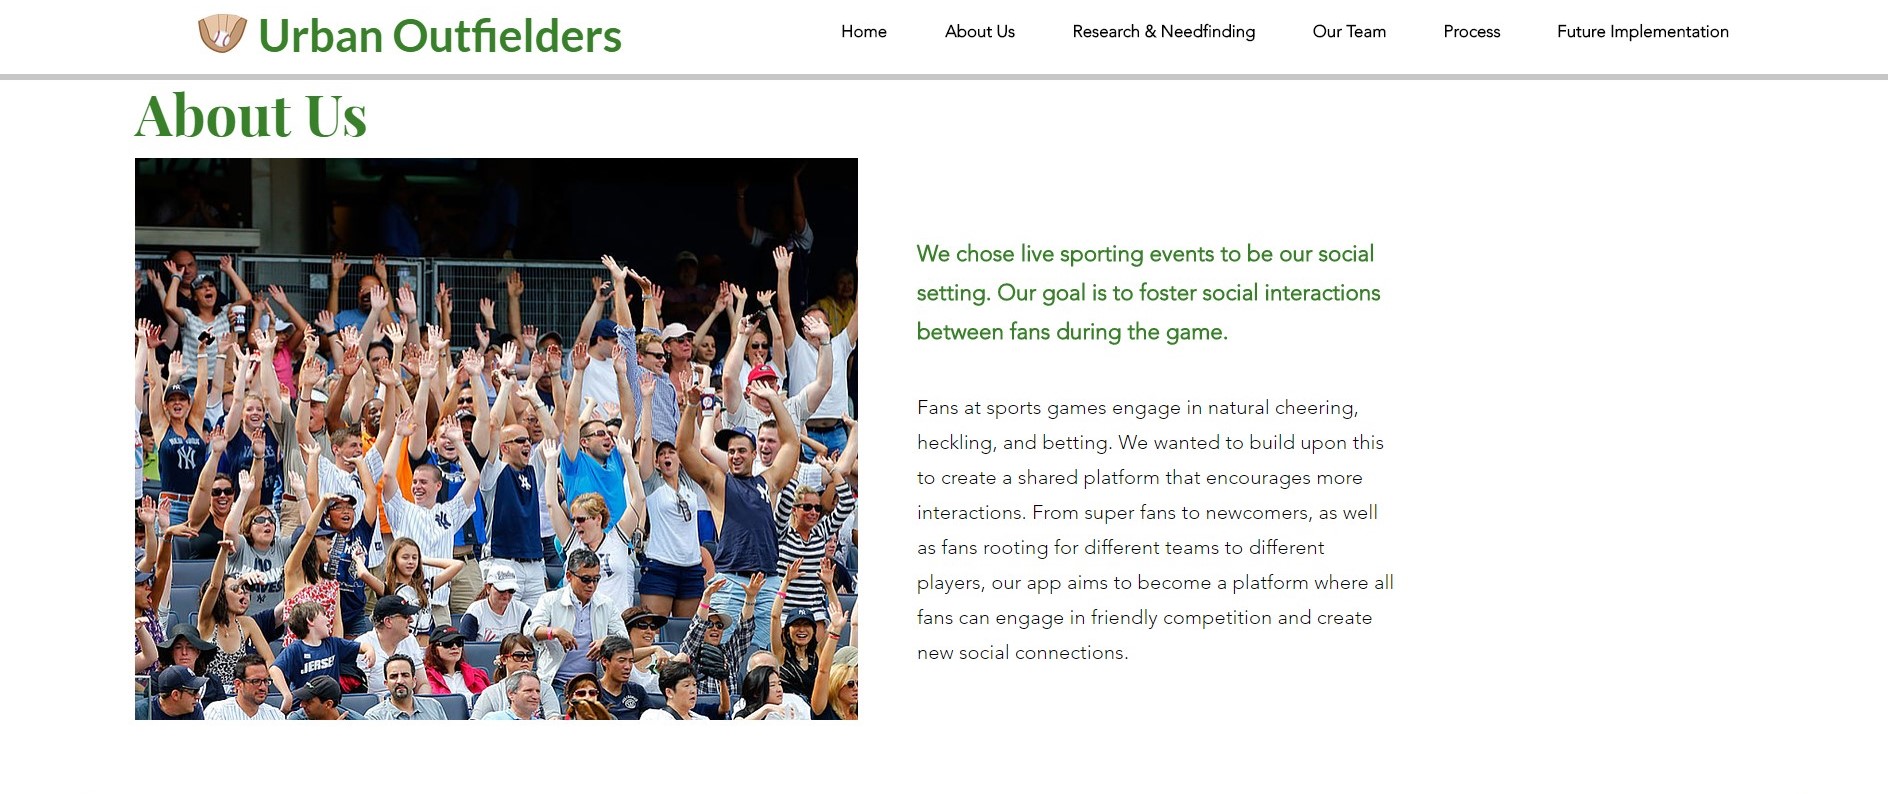 Urban Outfielders
Home
About Us
Research & Needfinding
Our Team
Process
Future Implementation
About Us
We chose live sporting events to be our social
setting. Our goal is to foster social interactions
between fans during the game.
Fans at sports games engage in natural cheering,
heckling, and betting. We wanted to build upon this
to create a shared platform that encourages more
interactions. From super fans to newcomers, as well
as fans rooting for different teams to different
players, our app aims to become a platform where all
fans can engage in friendly competition and create
new social connections.
JERSEY